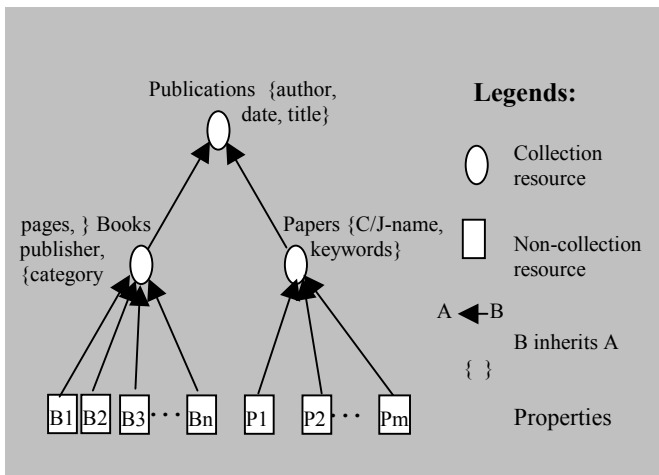 Publications {author,
date, title}
pages, } Books
publisher,
{category
Papers {C/J-name,
keywords}
B1 B2 B3 ... Bn P1 P2 ... Pm
Legends:
Collection
resource
Non-collection
resource
A B
B inherits A
{ }
Properties